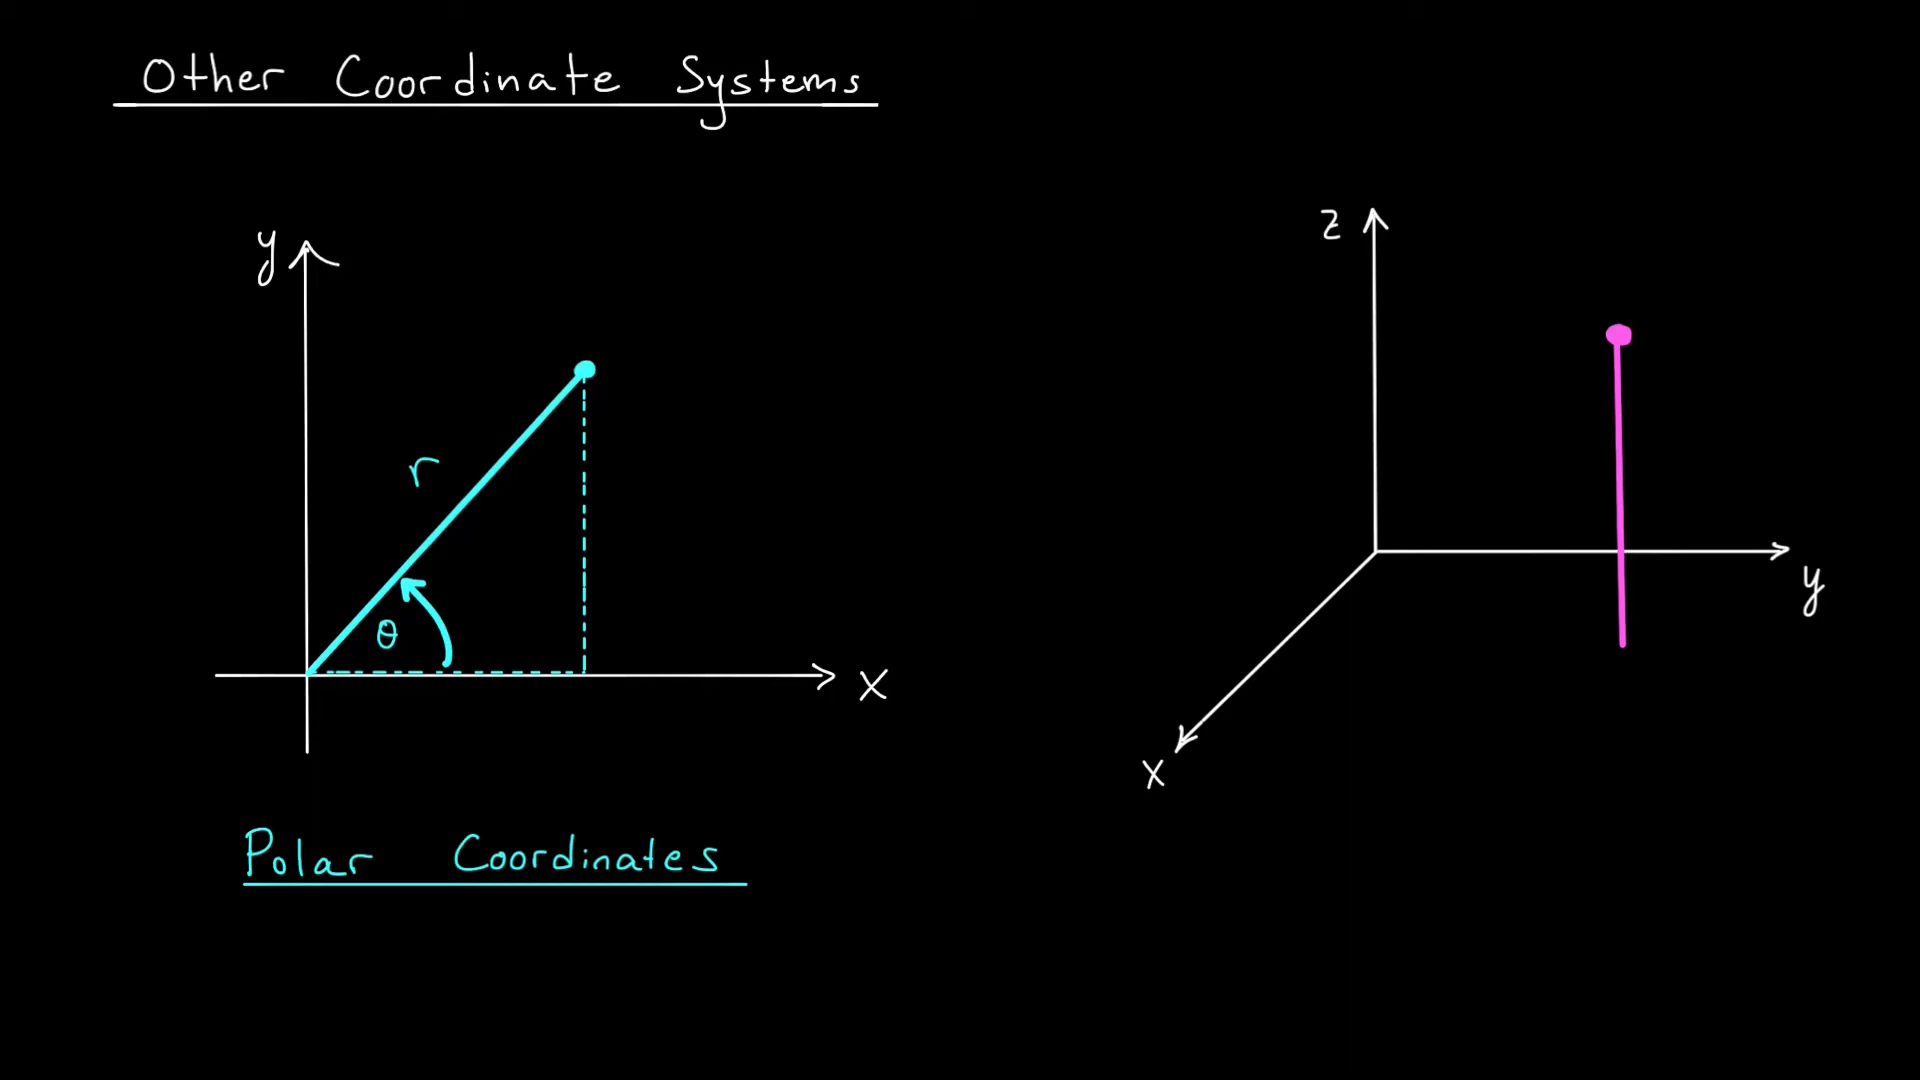 Other Coordinate Systems
y
r
θ
x
Polar Coordinates
z
y
x